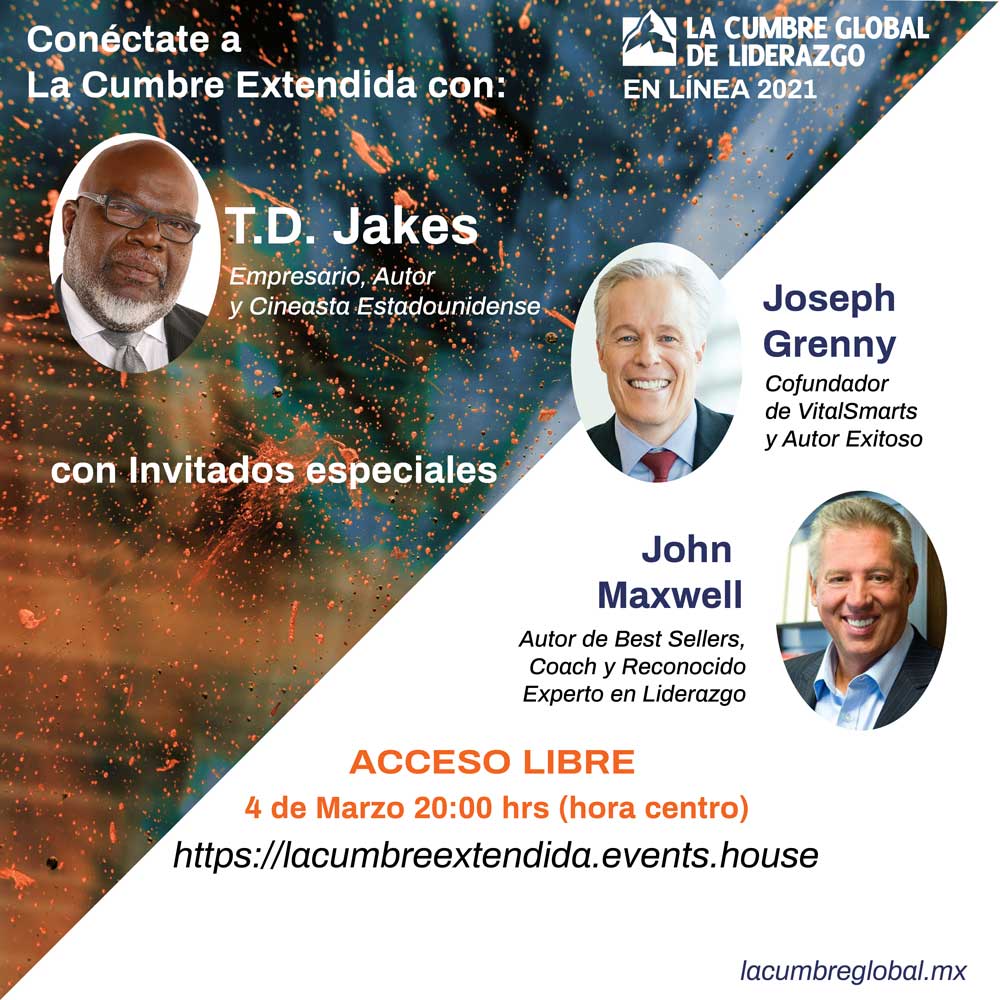 Conéctate a
La Cumbre Extendida con:
LA CUMBRE GLOBAL
DE LIDERAZGO
EN LÍNEA 2021
T.D. Jakes
Empresario, Autor
y Cineasta Estadounidense
Joseph
Grenny
Cofundador
de VitalSmarts
y Autor Exitoso
con Invitados especiales
John
Maxwell
Autor de Best Sellers,
Coach y Reconocido
Experto en Liderazgo
ACCESO LIBRE
4 de Marzo 20:00 hrs (hora centro)
https://lacumbreextendida.events.house
lacumbreglobal.mx